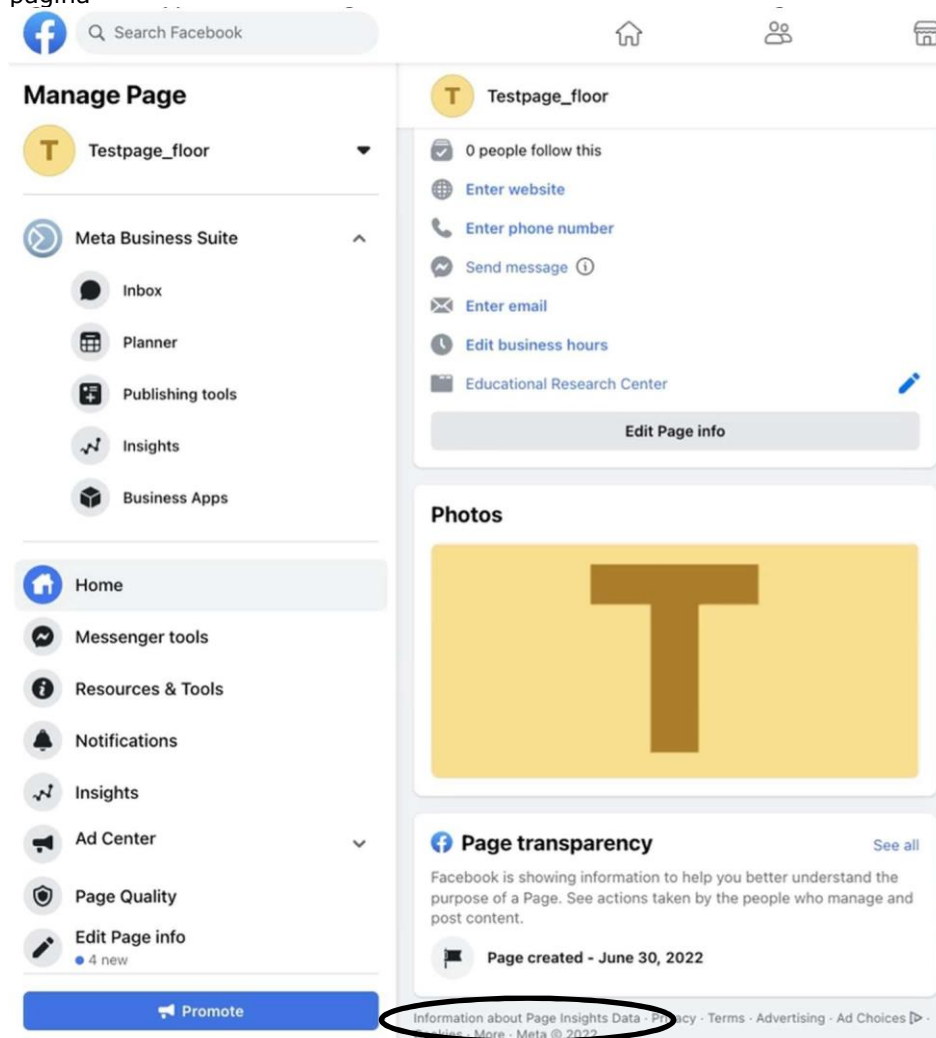 pagina
Search Facebook
Manage Page
T
Testpage_floor
Meta Business Suite
Inbox
Planner
Publishing tools
Insights
Business Apps
Home
Messenger tools
Resources & Tools
Notifications
Insights
Ad Center
Page Quality
Edit Page info
4 new
Promote
T
Testpage_floor
0 people follow this
Enter website
Enter phone number
Send message
Enter email
Edit business hours
Educational Research Center
Edit Page info
Photos
T
Page transparency
See all
Facebook is showing information to help you better understand the
purpose of a Page. See actions taken by the people who manage and
post content.
Page created - June 30, 2022
Information about Page Insights Data · Privacy · Terms · Advertising · Ad Choices ·
Cookies · More · Meta © 2022